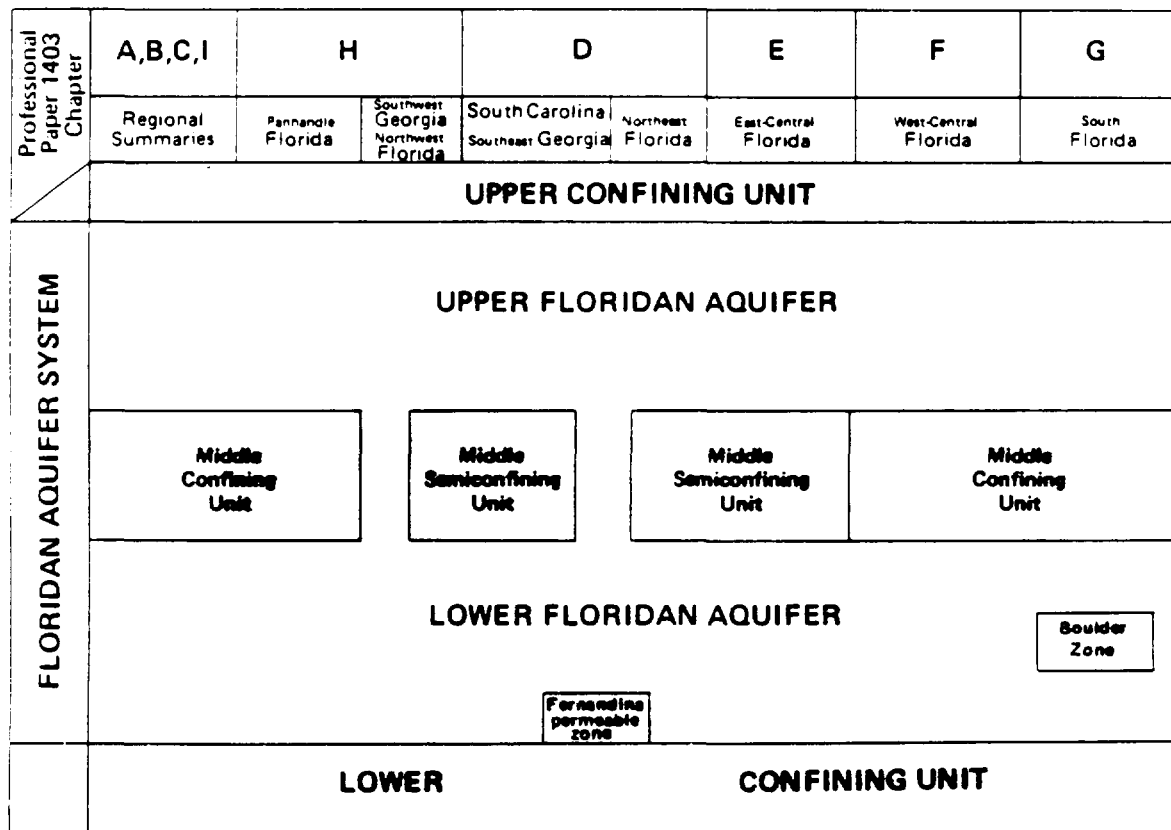 Professional
Paper 1403
Chapter
A,B,C,I
H
D
E
F
G
Regional
Summaries
Panhandle
Florida
Southwest
Georgia
Northwest
Florida
South Carolina
Southeast Georgia
Northeast
Florida
East-Central
Florida
West-Central
Florida
South
Florida
UPPER CONFINING UNIT
FLORIDAN AQUIFER SYSTEM
UPPER FLORIDAN AQUIFER
Middle
Confining
Unit
Middle
Semiconfining
Unit
Middle
Semiconfining
Unit
Middle
Confining
Unit
LOWER FLORIDAN AQUIFER
Boulder
Zone
Fernandina
permeable
zone
LOWER CONFINING UNIT